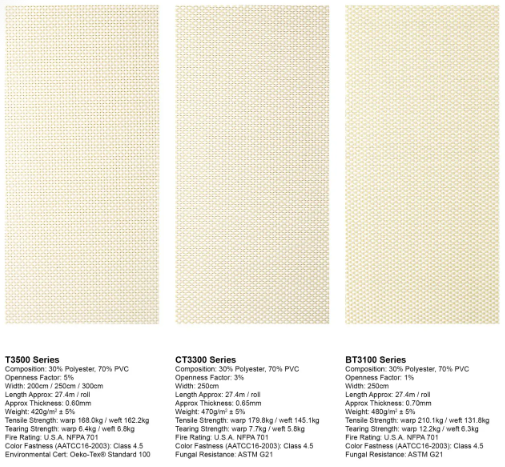 T3500 Series
Composition: 30% Polyester, 70% PVC
Openness Factor: 5%
Width: 200cm / 250cm / 300cm
Length Approx: 27.4m / roll
Approx Thickness: 0.60mm
Weight: 420g/m² ± 5%
Tensile Strength: warp 168.0kg / weft 162.2kg
Tearing Strength: warp 6.4kg / weft 6.8kg
Fire Rating: U.S.A. NFPA 701
Color Fastness (AATCC16-2003): Class 4.5
Environmental Cert: Oeko-Tex® Standard 100
CT3300 Series
Composition: 30% Polyester, 70% PVC
Openness Factor: 3%
Width: 250cm
Length Approx: 27.4m / roll
Approx Thickness: 0.65mm
Weight: 470g/m² ± 5%
Tensile Strength: warp 179.8kg / weft 145.1kg
Tearing Strength: warp 7.7kg / weft 5.8kg
Fire Rating: U.S.A. NFPA 701
Color Fastness (AATCC16-2003): Class 4.5
Fungal Resistance: ASTM G21
BT3100 Series
Composition: 30% Polyester, 70% PVC
Openness Factor: 1%
Width: 250cm
Length Approx: 27.4m / roll
Approx Thickness: 0.70mm
Weight: 480g/m² ± 5%
Tensile Strength: warp 210.1kg / weft 131.8kg
Tearing Strength: warp 12.2kg / weft 6.3kg
Fire Rating: U.S.A. NFPA 701
Color Fastness (AATCC16-2003): Class 4.5
Fungal Resistance: ASTM G21